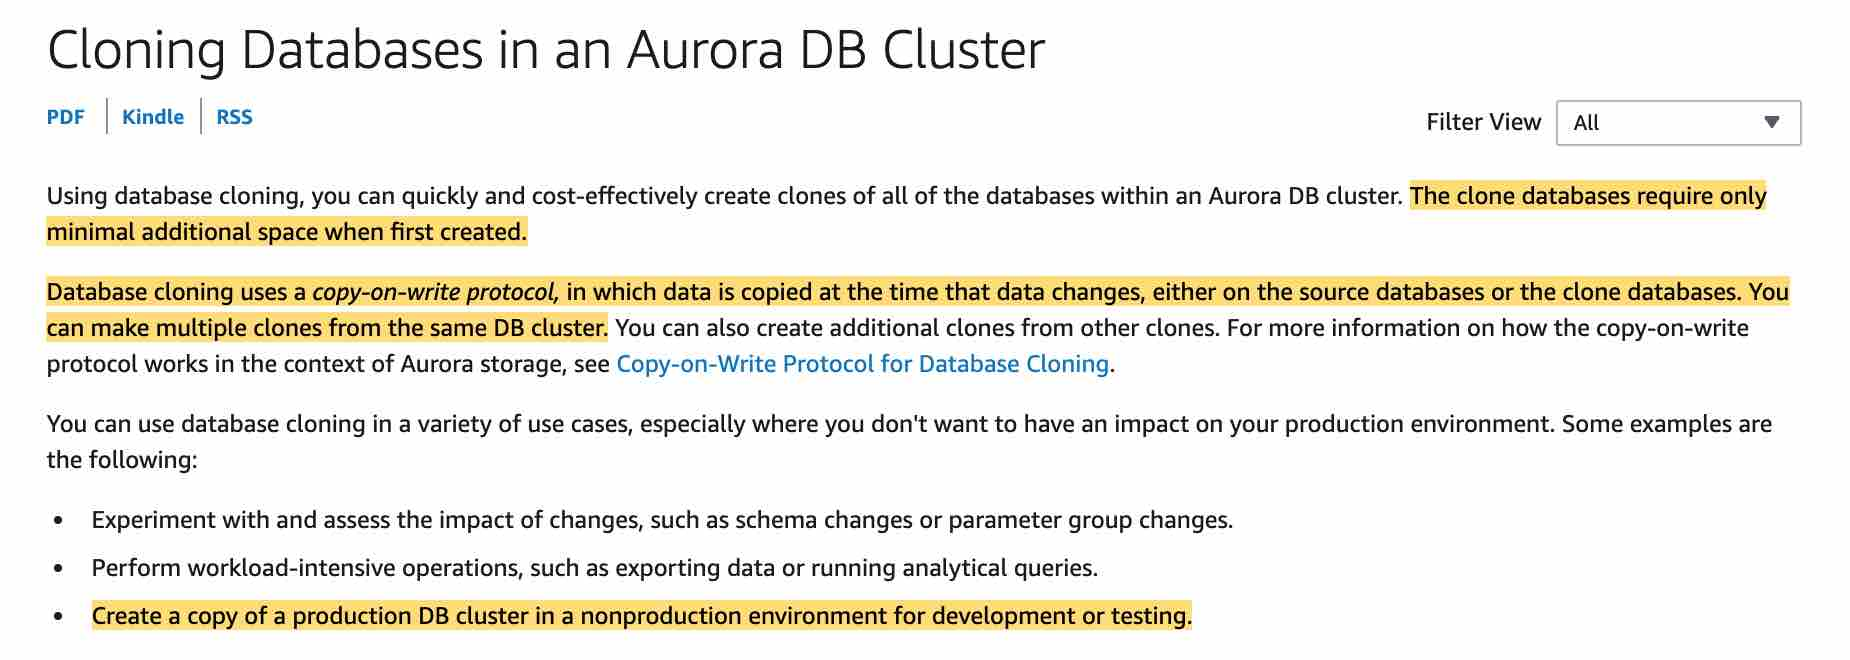 Cloning Databases in an Aurora DB Cluster
PDF | Kindle | RSS
Filter View All
Using database cloning, you can quickly and cost-effectively create clones of all of the databases within an Aurora DB cluster. The clone databases require only
minimal additional space when first created.
Database cloning uses a copy-on-write protocol, in which data is copied at the time that data changes, either on the source databases or the clone databases. You
can make multiple clones from the same DB cluster. You can also create additional clones from other clones. For more information on how the copy-on-write
protocol works in the context of Aurora storage, see Copy-on-Write Protocol for Database Cloning.
You can use database cloning in a variety of use cases, especially where you don't want to have an impact on your production environment. Some examples are
the following:
• Experiment with and assess the impact of changes, such as schema changes or parameter group changes.
• Perform workload-intensive operations, such as exporting data or running analytical queries.
• Create a copy of a production DB cluster in a nonproduction environment for development or testing.